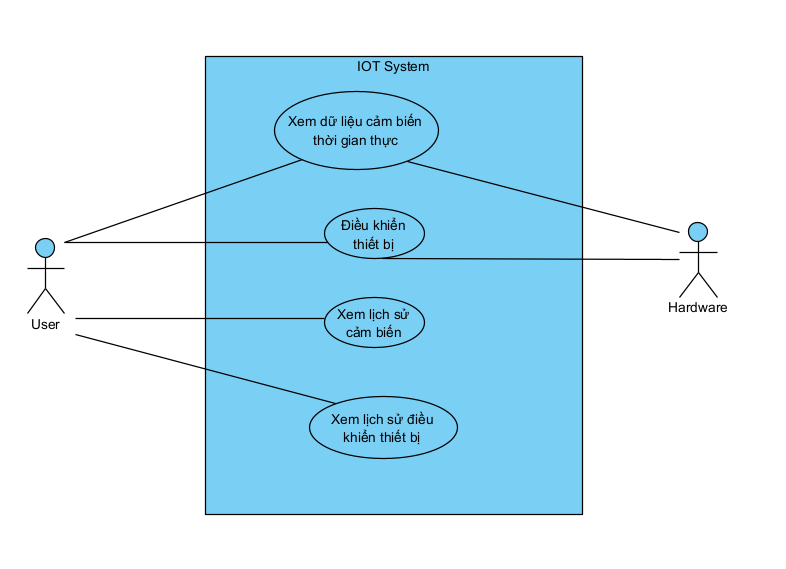 IOT System
Xem dữ liệu cảm biến
thời gian thực
Điều khiển
thiết bị
Xem lịch sử
cảm biến
Xem lịch sử điều
khiển thiết bị
User
Hardware